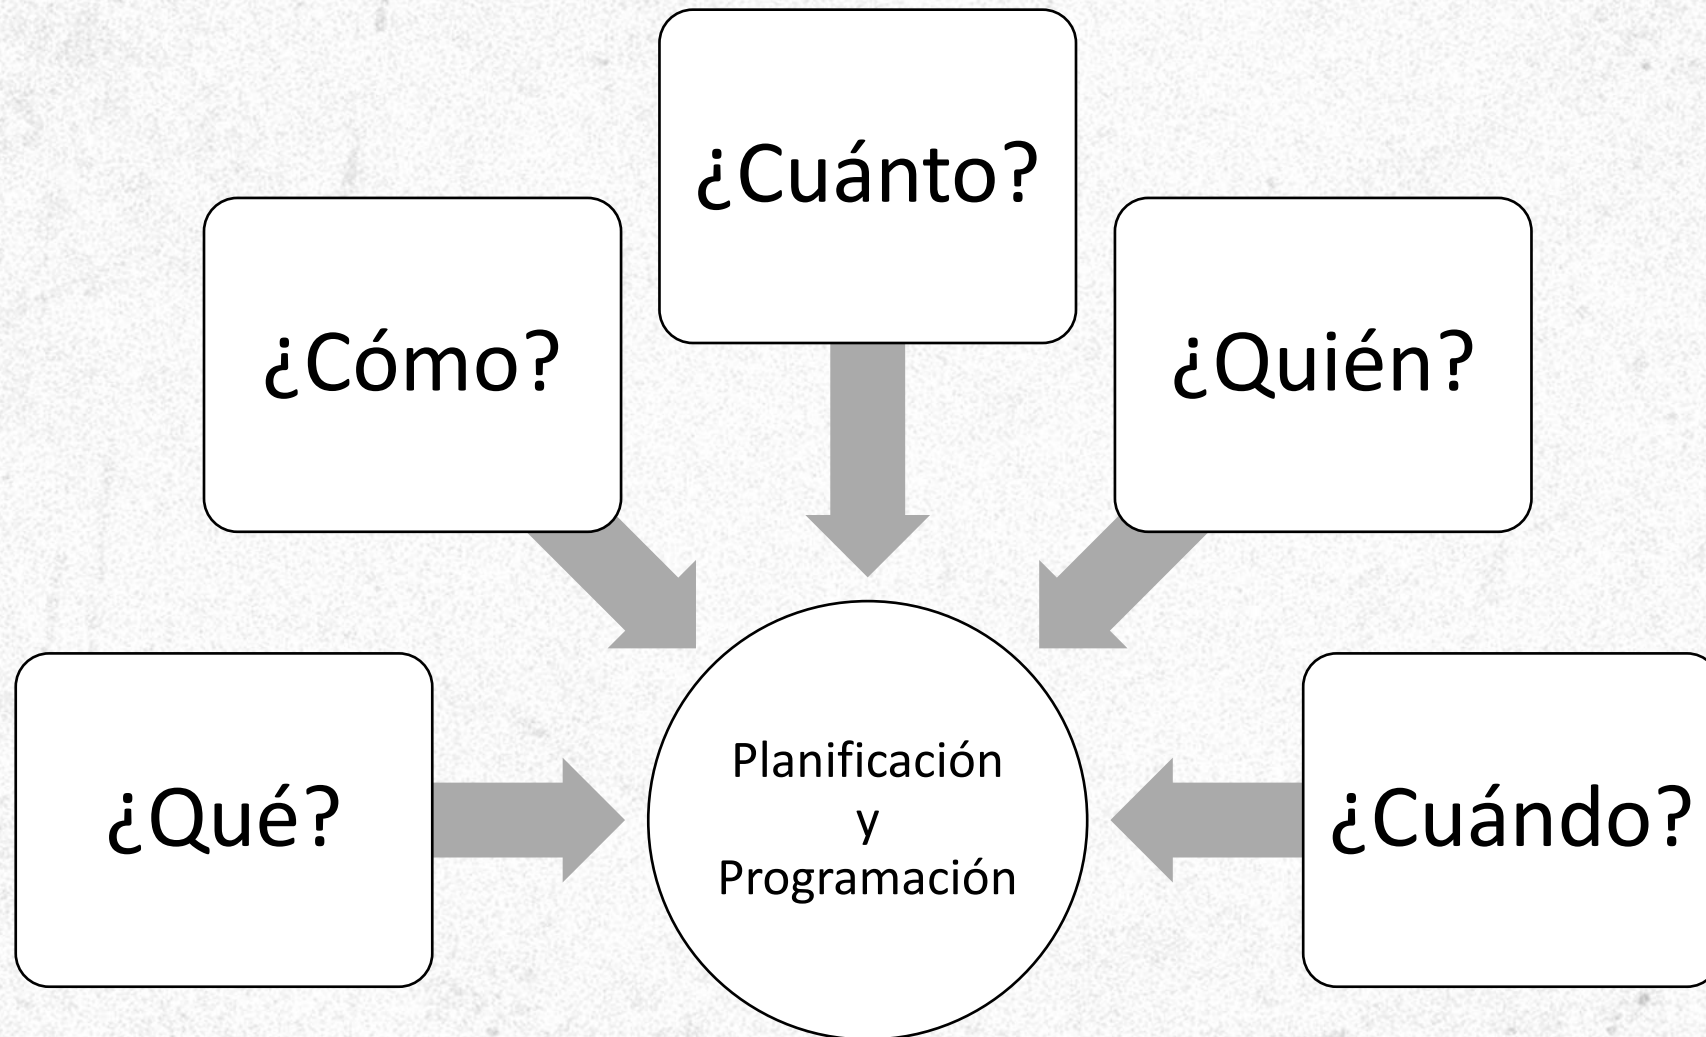 ¿Cuánto?
¿Cómo?
¿Quién?
¿Qué?
Planificación
y
Programación
¿Cuándo?